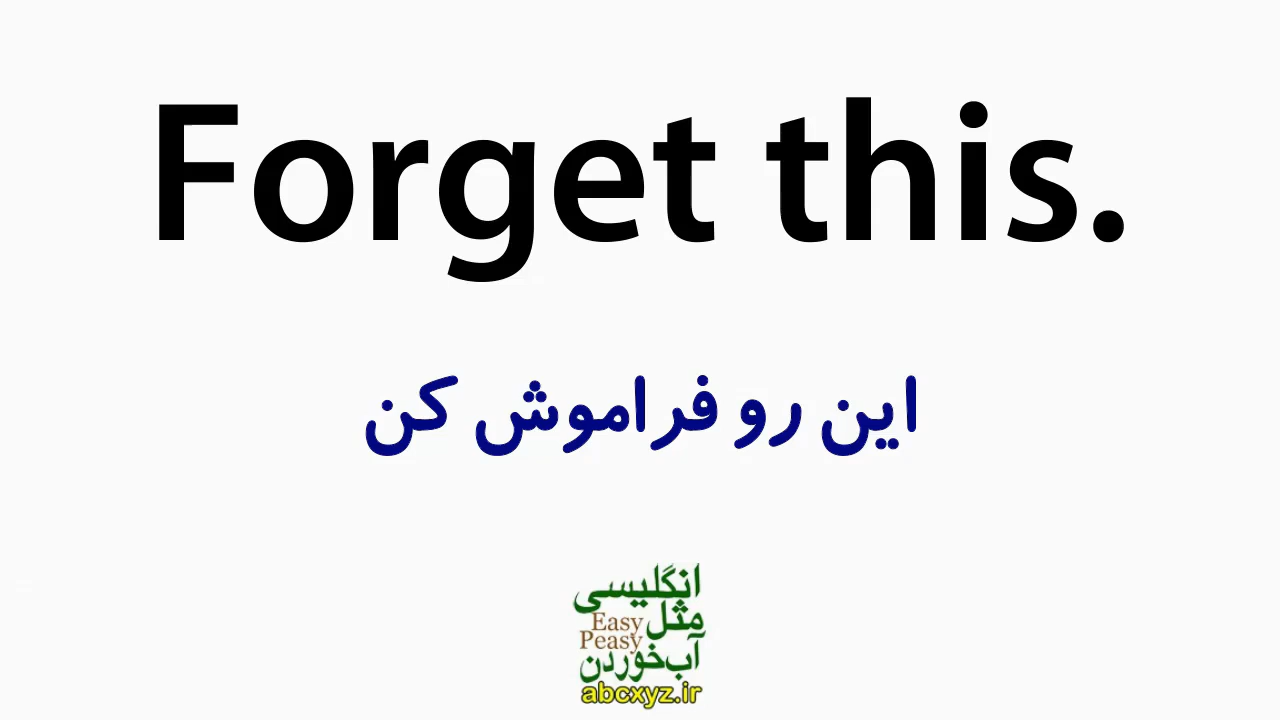 Forget this.
این رو فراموش کن
انگلیسی
مثل
Easy
Peasy
آب‌خوردن
abcxyz.ir